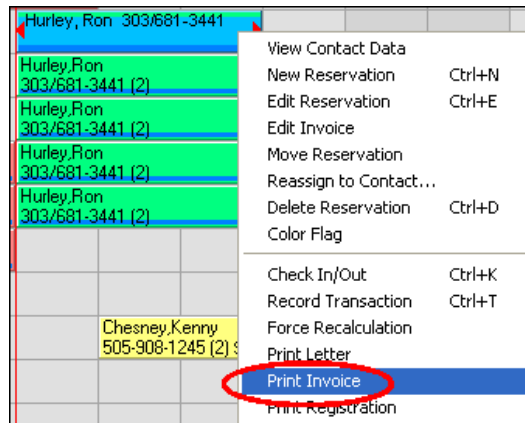 Hurley, Ron 303/681-3441
Hurley,Ron
303/681-3441 (2)
Hurley,Ron
303/681-3441 (2)
Hurley,Ron
303/681-3441 (2)
Hurley,Ron
303/681-3441 (2)
Chesney,Kenny
505-908-1245 (2)
View Contact Data
New Reservation Ctrl+N
Edit Reservation Ctrl+E
Edit Invoice
Move Reservation
Reassign to Contact...
Delete Reservation Ctrl+D
Color Flag
Check In/Out Ctrl+K
Record Transaction Ctrl+T
Force Recalculation
Print Letter
Print Invoice
Print Registration